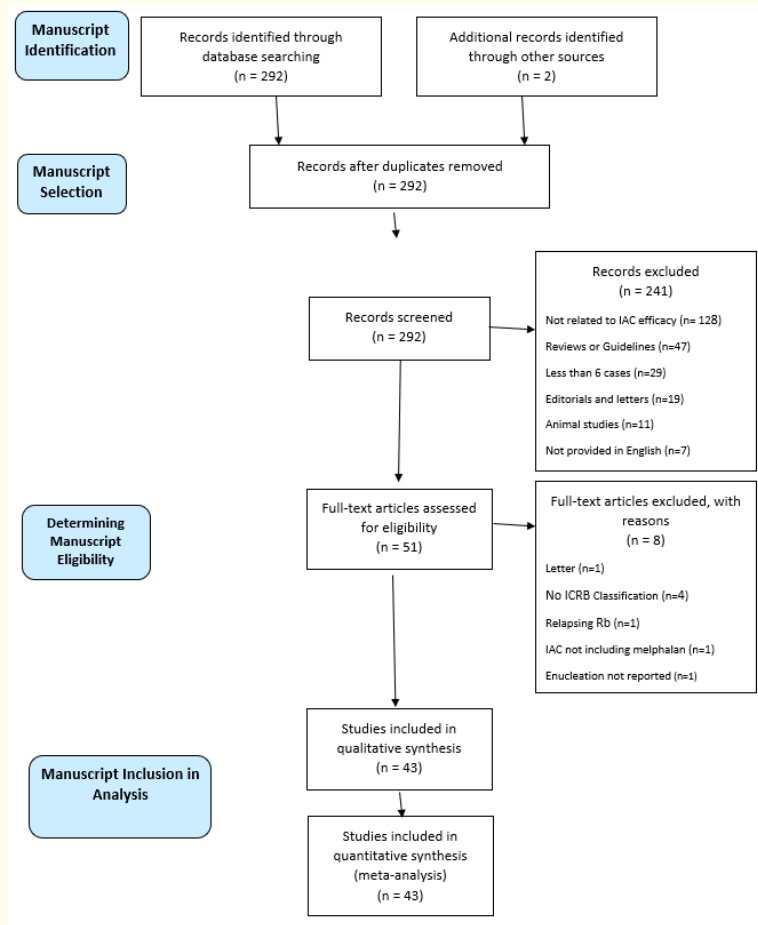 Manuscript
Identification
Records identified through
database searching
(n = 292)
Additional records identified
through other sources
(n = 2)
Manuscript
Selection
Records after duplicates removed
(n = 292)
Records screened
(n = 292)
Records excluded
(n = 241)
Not related to IAC efficacy (n= 128)
Reviews or Guidelines (n=47)
Less than 6 cases (n=29)
Editorials and letters (n=19)
Animal studies (n=11)
Not provided in English (n=7)
Determining
Manuscript
Eligibility
Full-text articles assessed
for eligibility
(n = 51)
Full-text articles excluded, with
reasons
(n = 8)
Letter (n=1)
No ICRB Classification (n=4)
Relapsing Rb (n=1)
IAC not including melphalan (n=1)
Enucleation not reported (n=1)
Manuscript Inclusion in
Analysis
Studies included in
qualitative synthesis
(n = 43)
Studies included in
quantitative synthesis
(meta-analysis)
(n = 43)